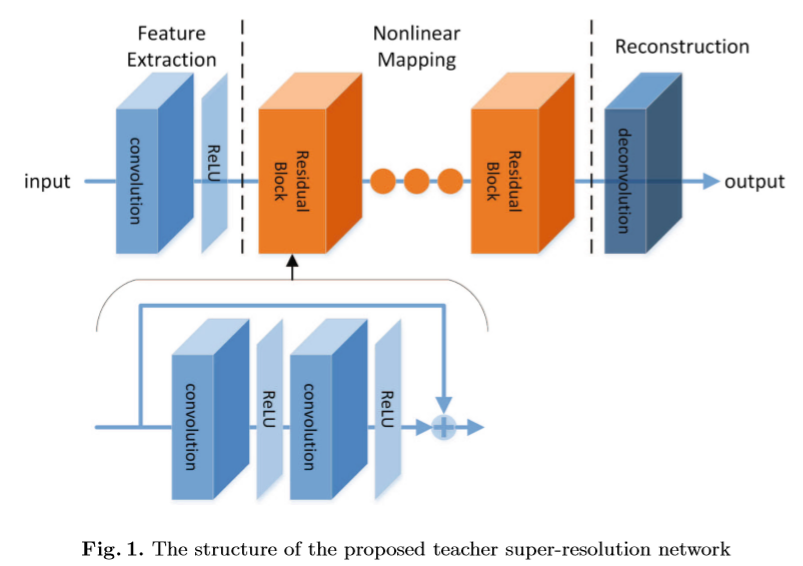 Feature
Extraction
Nonlinear
Mapping
Reconstruction
input
convolution
ReLU
Residual
Block
Residual
Block
deconvolution
output
convolution
ReLU
convolution
ReLU
Fig. 1. The structure of the proposed teacher super-resolution network